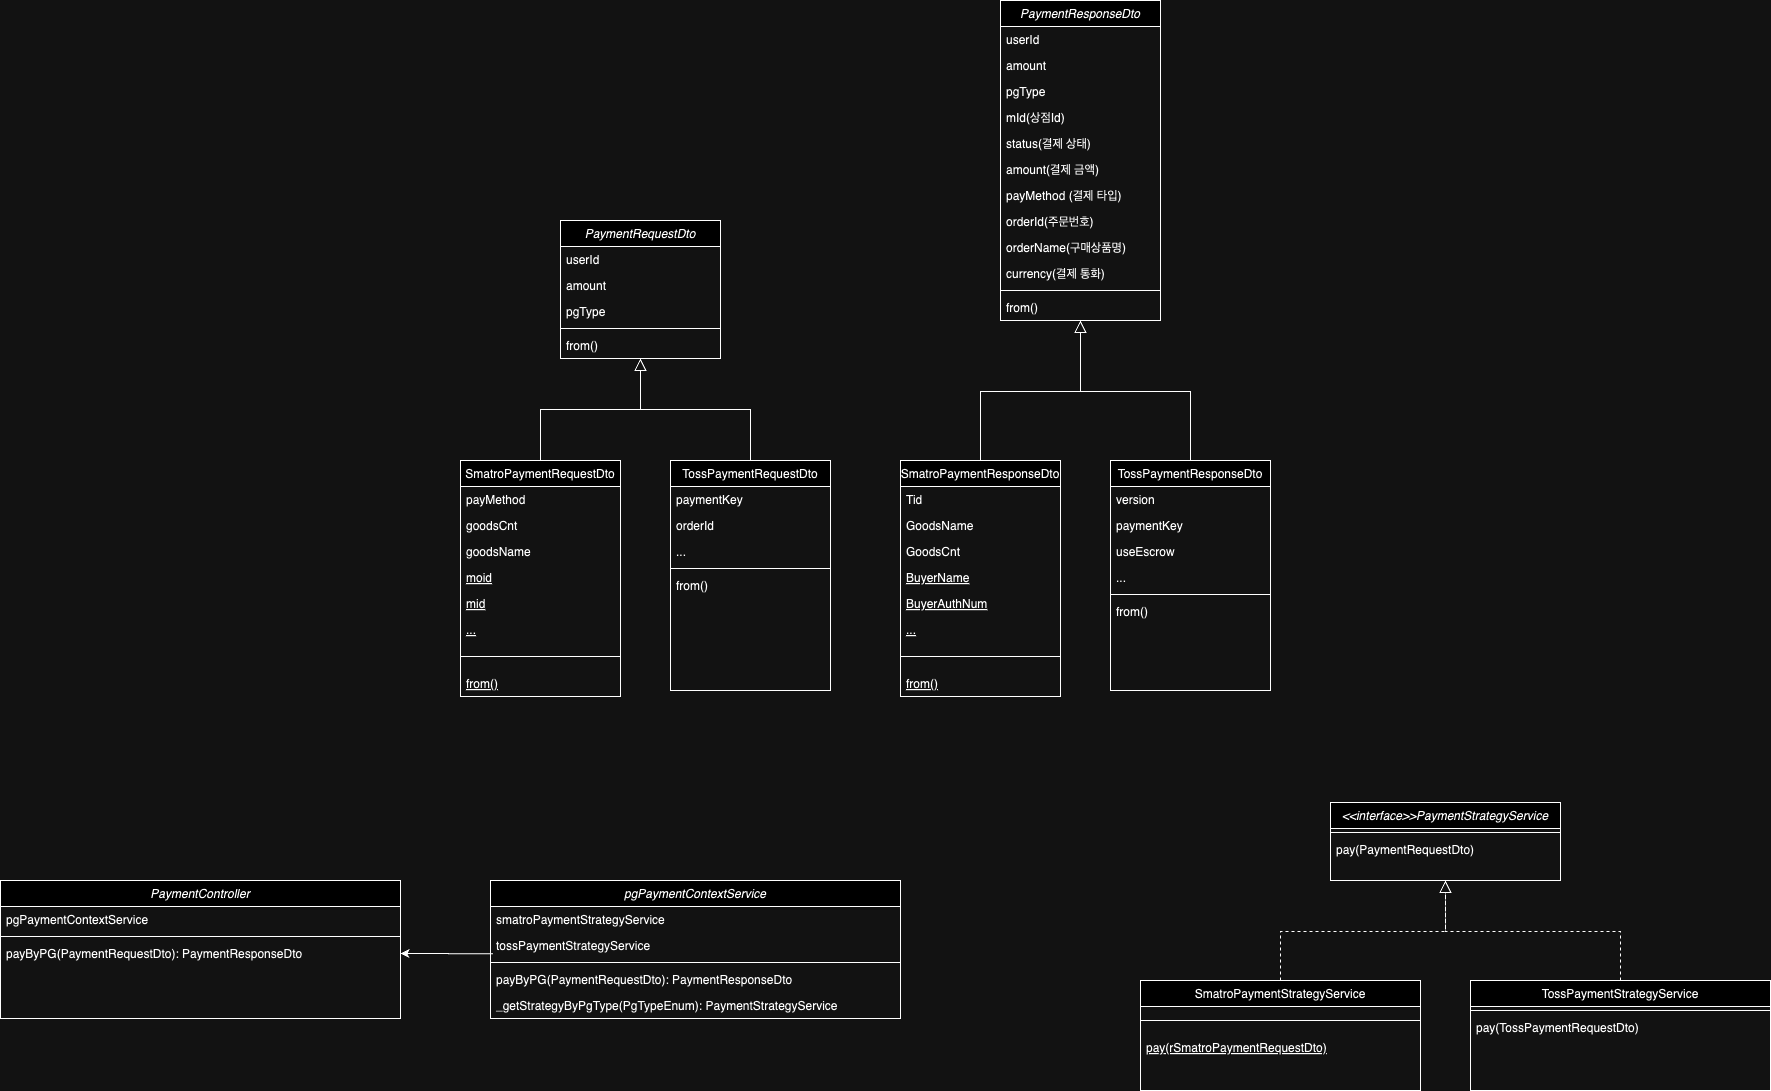 PaymentResponseDto
userId
amount
pgType
mId(상점Id)
status(결제 상태)
amount(결제 금액)
payMethod (결제 타입)
orderId(주문번호)
orderName(구매상품명)
currency(결제 통화)
from()
PaymentRequestDto
userId
amount
pgType
from()
SmatroPaymentRequestDto
payMethod
goodsCnt
goodsName
moid
mid
...
from()
TossPaymentRequestDto
paymentKey
orderId
...
from()
SmatroPaymentResponseDto
Tid
GoodsName
GoodsCnt
BuyerName
BuyerAuthNum
...
from()
TossPaymentResponseDto
version
paymentKey
useEscrow
...
from()
PaymentController
pgPaymentContextService
payByPG(PaymentRequestDto): PaymentResponseDto
pgPaymentContextService
smatroPaymentStrategyService
tossPaymentStrategyService
payByPG(PaymentRequestDto): PaymentResponseDto
_getStrategyByPgType(PgTypeEnum): PaymentStrategyService
<<interface>>PaymentStrategyService
pay(PaymentRequestDto)
SmatroPaymentStrategyService
pay(rSmatroPaymentRequestDto)
TossPaymentStrategyService
pay(TossPaymentRequestDto)